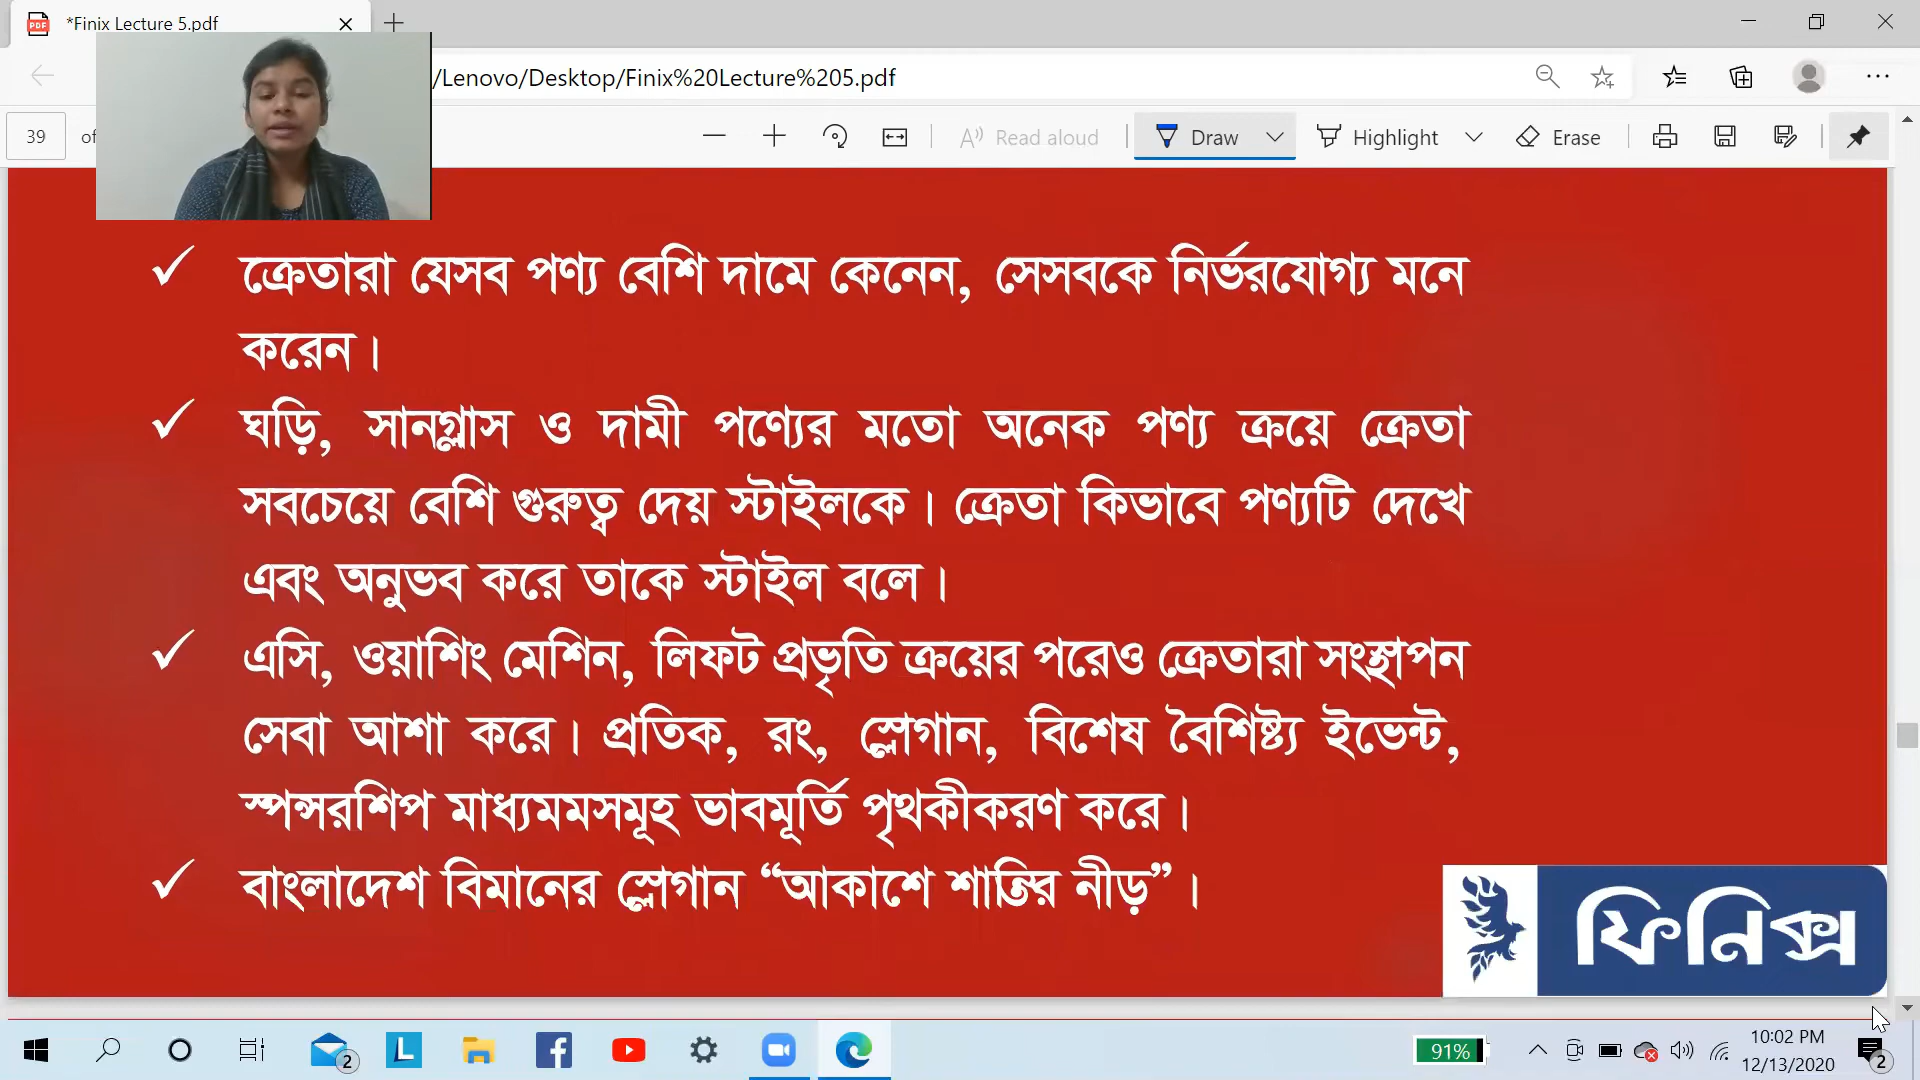 *Finix Lecture 5.pdf
/Lenovo/Desktop/Finix%20Lecture%205.pdf
39 of Read aloud Draw Highlight Erase
ক্রেতারা যেসব পণ্য বেশি দামে কেনেন, সেসবকে নির্ভরযোগ্য মনে
করেন।
ঘড়ি, সানগ্লাস ও দামী পণ্যের মতো অনেক পণ্য ক্রয়ে ক্রেতা
সবচেয়ে বেশি গুরুত্ব দেয় স্টাইলকে। ক্রেতা কিভাবে পণ্যটি দেখে
এবং অনুভব করে তাকে স্টাইল বলে।
এসি, ওয়াশিং মেশিন, লিফট প্রভৃতি ক্রয়ের পরেও ক্রেতারা সংস্থাপন
সেবা আশা করে। প্রতিক, রং, স্লোগান, বিশেষ বৈশিষ্ট্য ইভেন্ট,
স্পন্সরশিপ মাধ্যমমসমূহ ভাবমূর্তি পৃথকীকরণ করে।
বাংলাদেশ বিমানের স্লোগান “আকাশে শান্তির নীড়”।
ফিনিক্স
2
91%
10:02 PM
12/13/2020
2